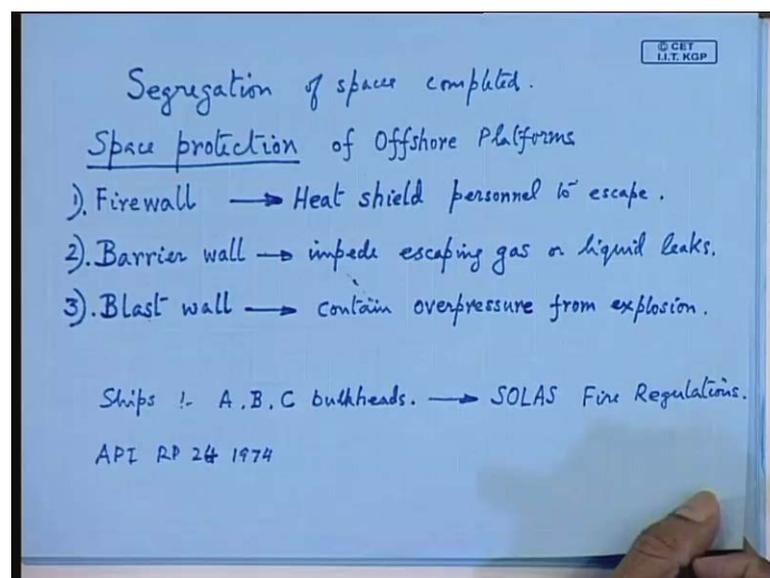 © CET
I.I.T. KGP
Segregation of spaces completed.
Space protection of Offshore Platforms
1). Firewall → Heat shield personnel to escape.
2). Barrier wall → impede escaping gas or liquid leaks.
3). Blast wall → contain overpressure from explosion.
Ships :- A, B, C bulkheads. → SOLAS Fire Regulations.
API RP 2G 1974